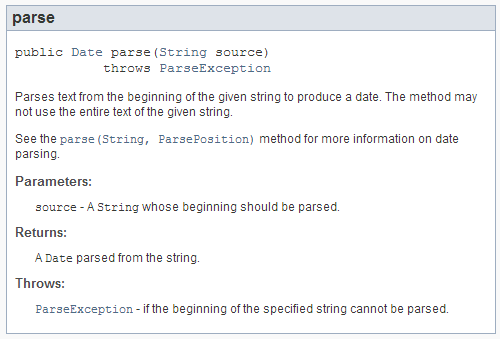 parse
public Date parse(String source)
throws ParseException
Parses text from the beginning of the given string to produce a date. The method may
not use the entire text of the given string.
See the parse(String, ParsePosition) method for more information on date
parsing.
Parameters:
source - A String whose beginning should be parsed.
Returns:
A Date parsed from the string.
Throws:
ParseException - if the beginning of the specified string cannot be parsed.